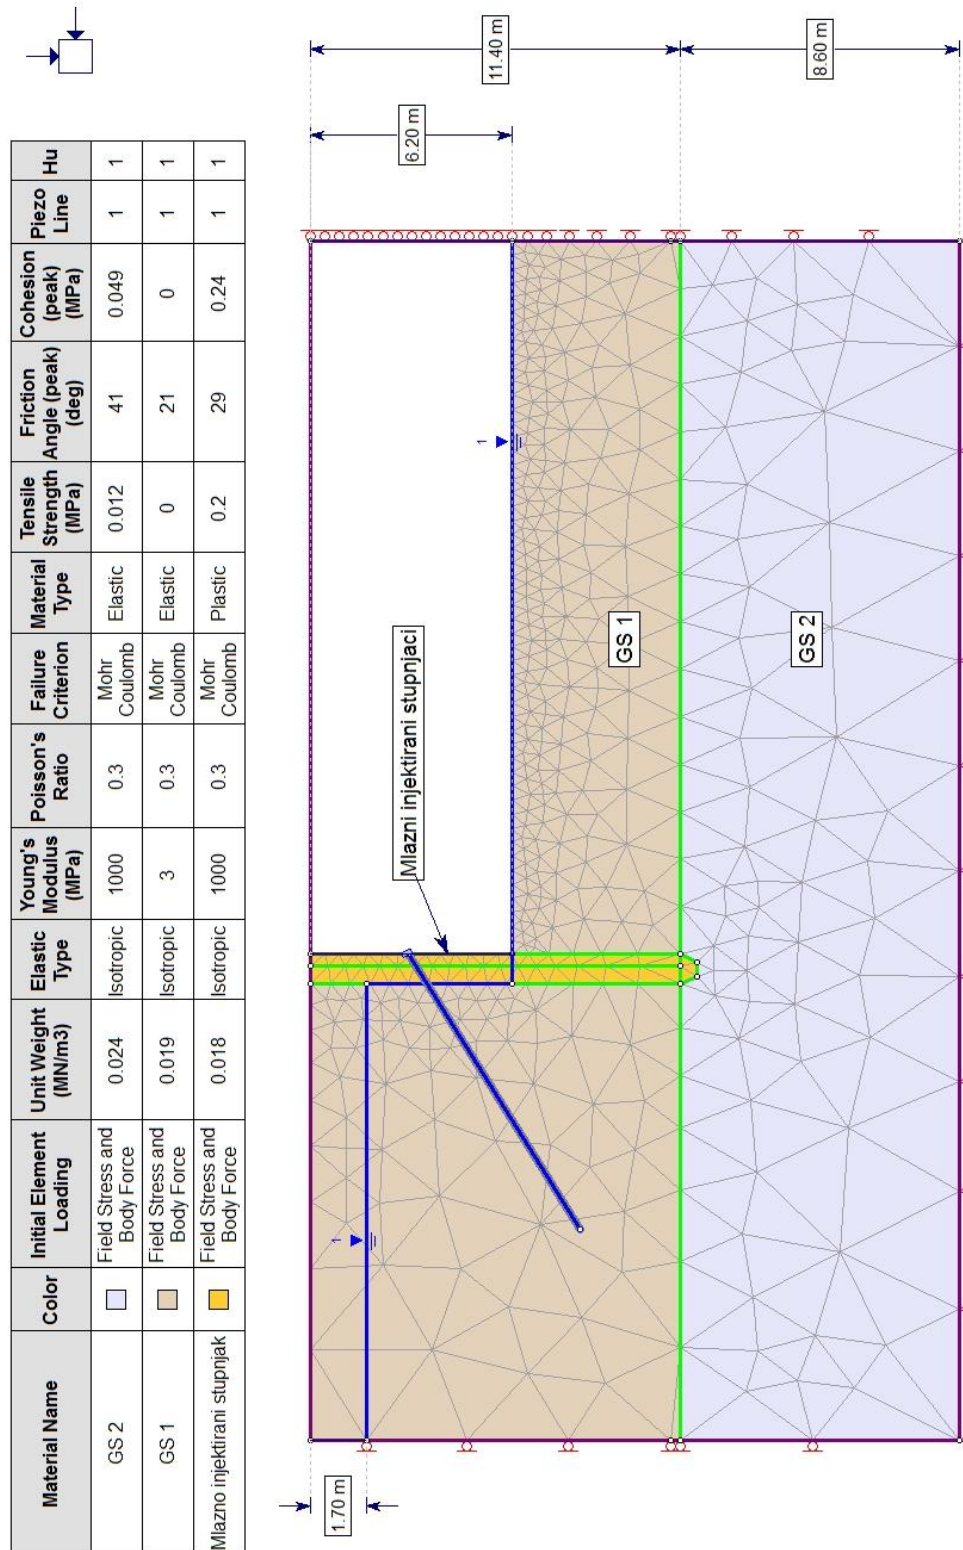 Material Name Color Initial Element Loading Unit Weight (MN/m3) Elastic Type Young's Modulus (MPa) Poisson's Ratio Failure Criterion Material Type Tensile Strength (MPa) Friction Angle (peak) (deg) Cohesion (peak) (MPa) Piezo Line Hu
GS 2 Field Stress and Body Force 0.024 Isotropic 1000 0.3 Mohr Coulomb Elastic 0.012 41 0.049 1 1
GS 1 Field Stress and Body Force 0.019 Isotropic 3 0.3 Mohr Coulomb Elastic 0 21 0 1 1
Mlazno injektirani stupnjak Field Stress and Body Force 0.018 Isotropic 1000 0.3 Mohr Coulomb Plastic 0.2 29 0.24 1 1
1.70 m
6.20 m
11.40 m
8.60 m
1
1
Mlazni injektirani stupnjaci
GS 1
GS 2